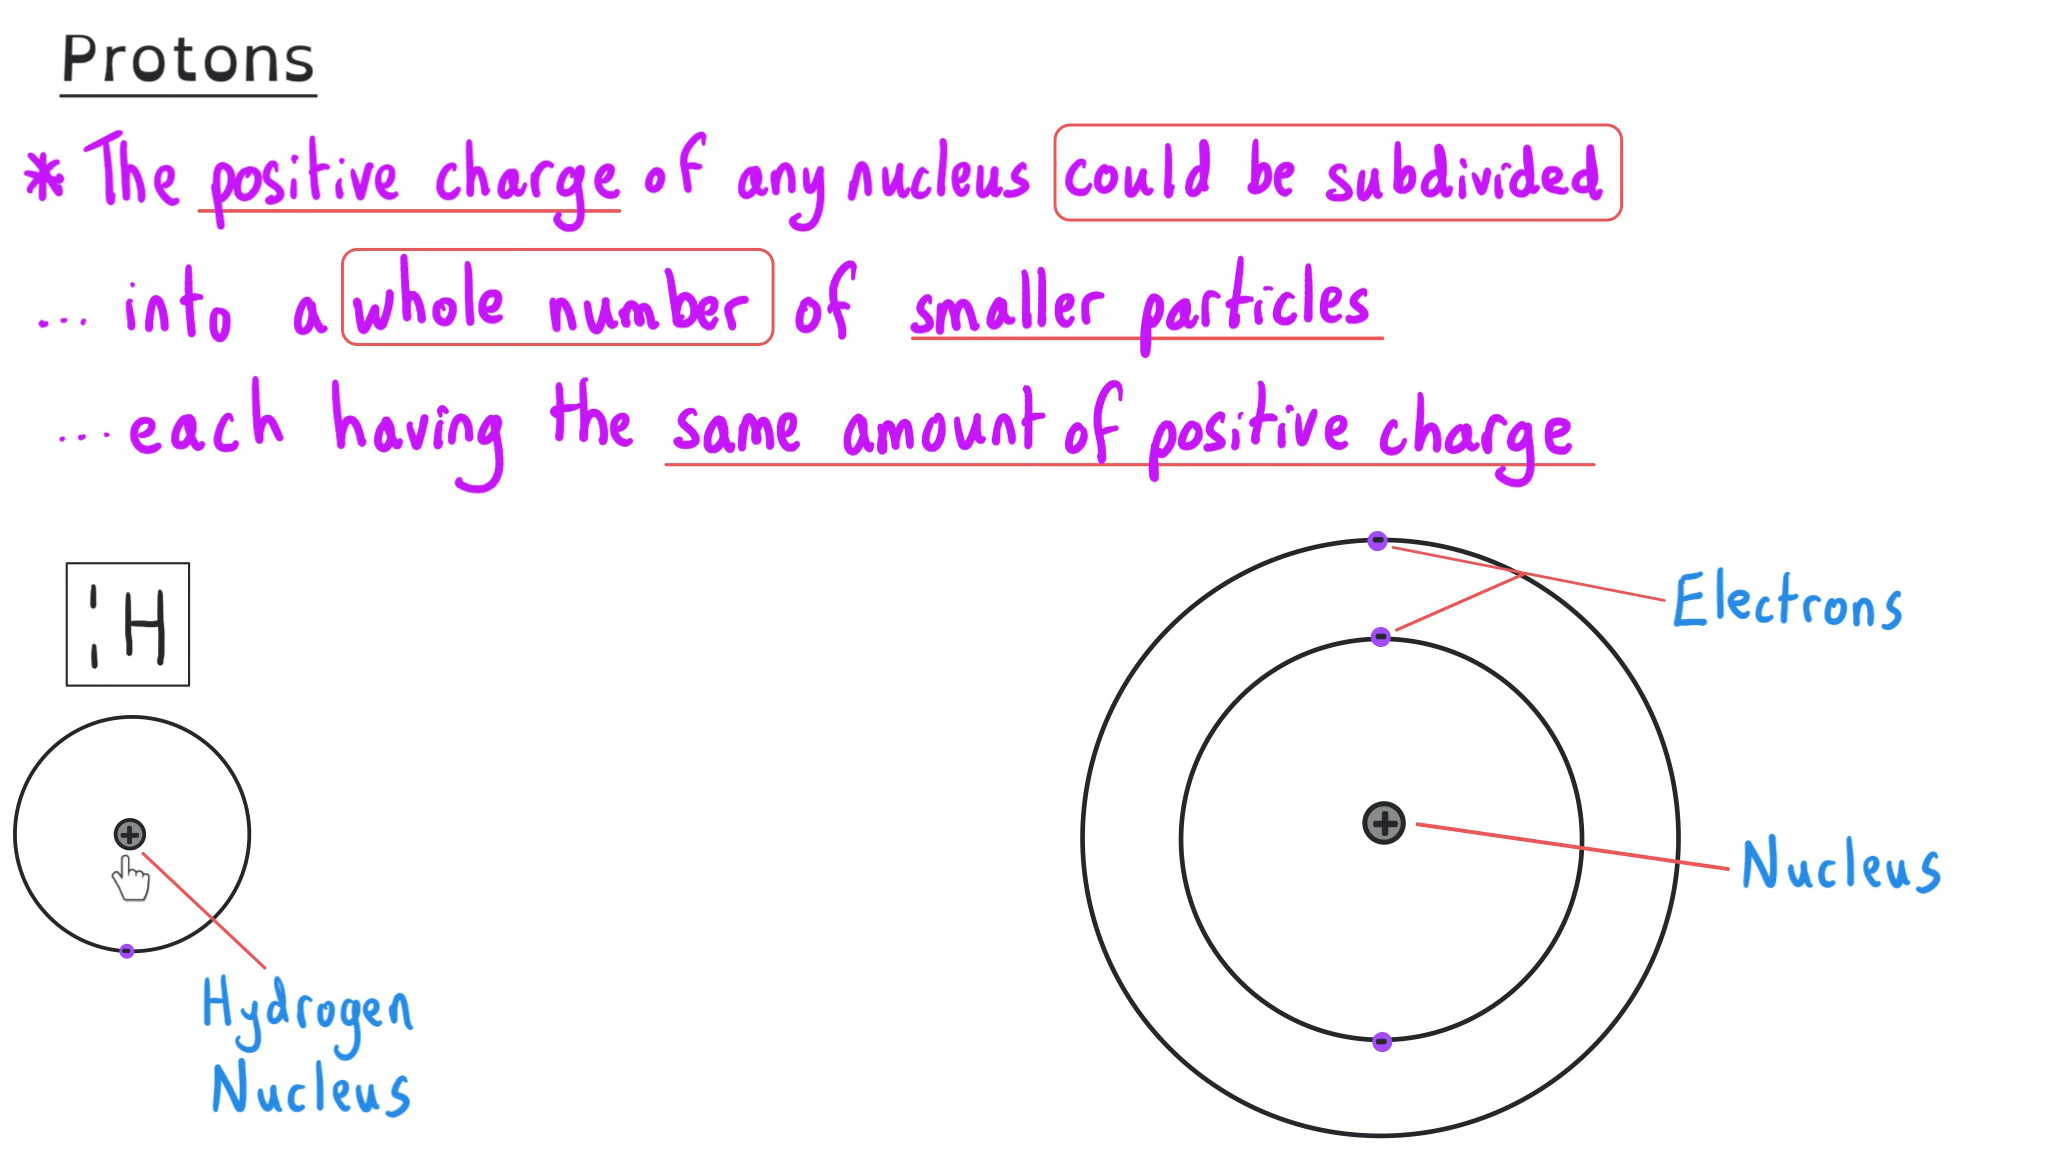 Protons
* The positive charge of any nucleus could be subdivided
... into a whole number of smaller particles
... each having the same amount of positive charge
1
1 H
Electrons
Nucleus
Hydrogen
Nucleus